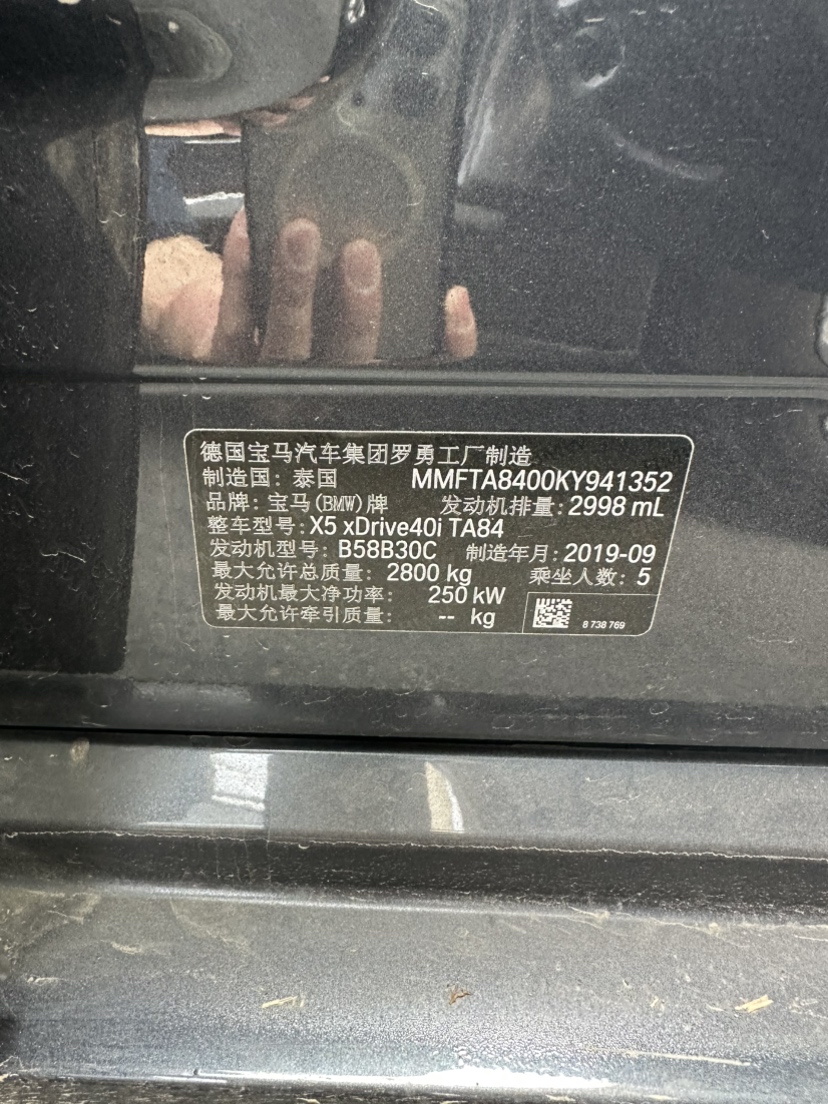 德国宝马汽车集团罗勇工厂制造
制造国: 泰国 MMFTA8400KY941352
品牌: 宝马(BMW)牌 发动机排量: 2998 mL
整车型号: X5 xDrive40i TA84
发动机型号: B58B30C 制造年月: 2019-09
最大允许总质量: 2800 kg 乘坐人数: 5
发动机最大净功率: 250 kW
最大允许牵引质量: -- kg
8 738 769